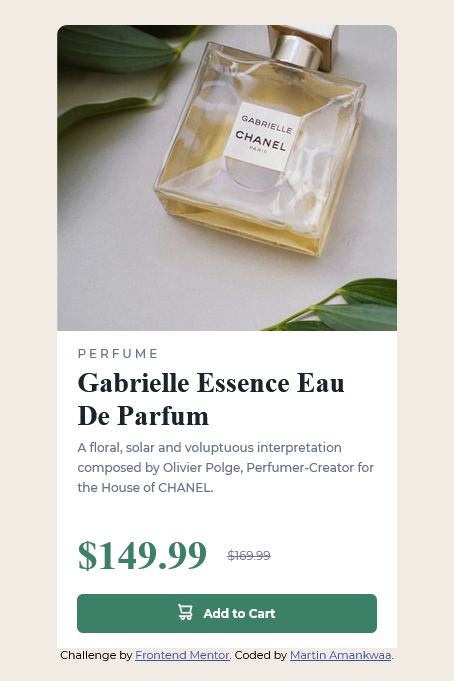 GABRIELLE
CHANEL
PARIS
PERFUME
Gabrielle Essence Eau
De Parfum
A floral, solar and voluptuous interpretation
composed by Olivier Polge, Perfumer-Creator for
the House of CHANEL.
$149.99 $169.99
Add to Cart
Challenge by Frontend Mentor. Coded by Martin Amankwaa.